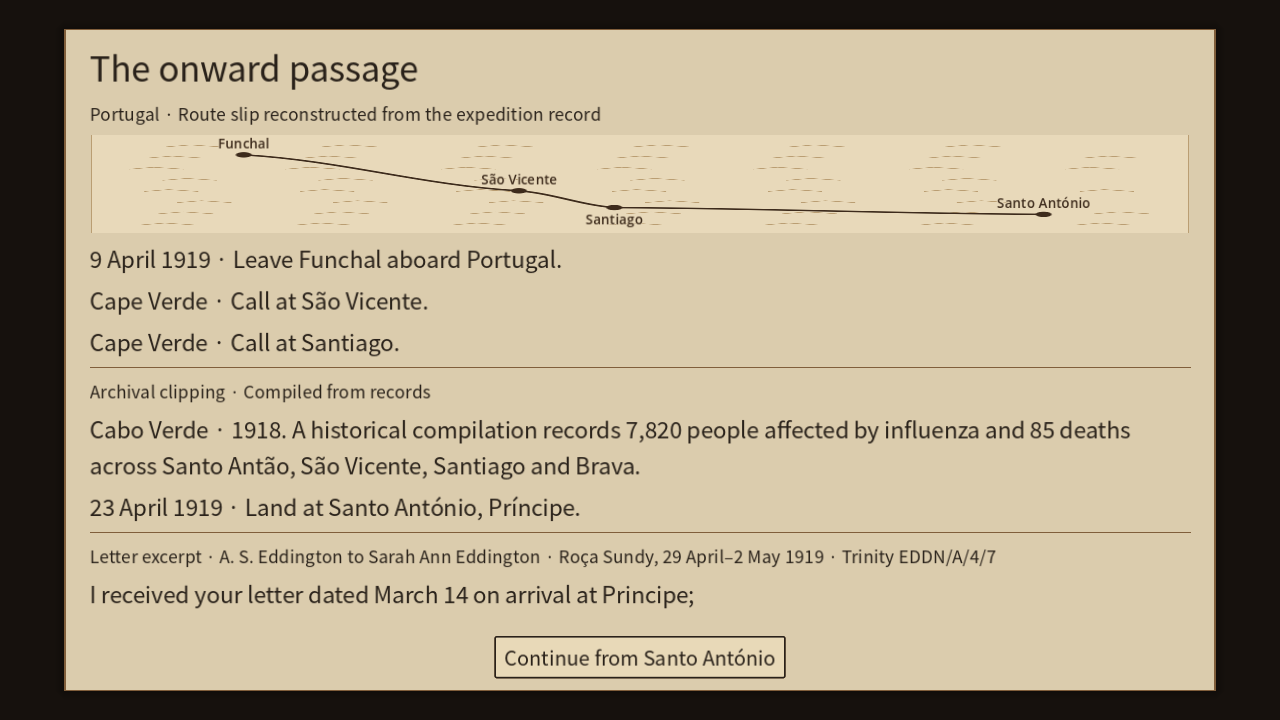 The onward passage
Portugal · Route slip reconstructed from the expedition record
Funchal
São Vicente
Santiago
Santo António
9 April 1919 · Leave Funchal aboard Portugal.
Cape Verde · Call at São Vicente.
Cape Verde · Call at Santiago.
Archival clipping · Compiled from records
Cabo Verde · 1918. A historical compilation records 7,820 people affected by influenza and 85 deaths
across Santo Antão, São Vicente, Santiago and Brava.
23 April 1919 · Land at Santo António, Príncipe.
Letter excerpt · A. S. Eddington to Sarah Ann Eddington · Roça Sundy, 29 April–2 May 1919 · Trinity EDDN/A/4/7
I received your letter dated March 14 on arrival at Principe;
Continue from Santo António